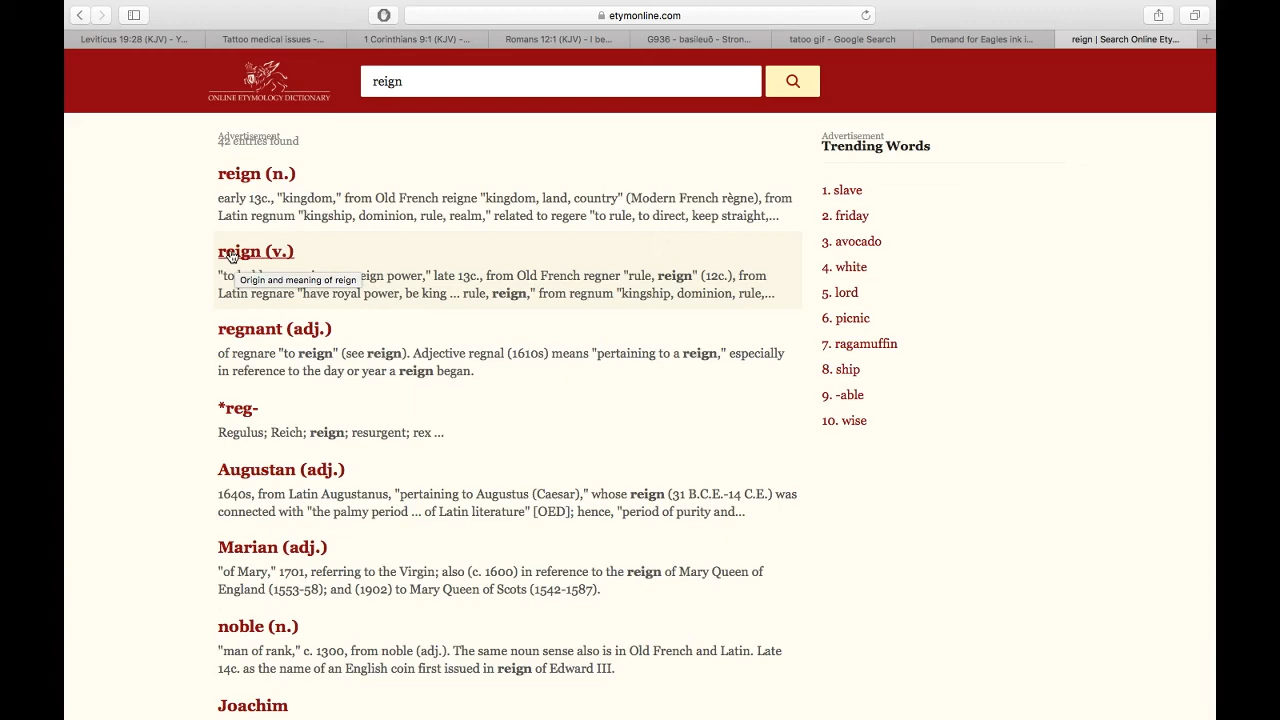 etymonline.com
Leviticus 19:28 (KJV) - Y...
Tattoo medical issues -...
1 Corinthians 9:1 (KJV) -...
Romans 12:1 (KJV) - I be...
G936 - basileuō - Stron...
tatoo gif - Google Search
Demand for Eagles ink i...
reign | Search Online Ety...
ONLINE ETYMOLOGY DICTIONARY
reign
Advertisement
42 entries found
reign (n.)
early 13c., "kingdom," from Old French reigne "kingdom, land, country" (Modern French règne), from
Latin regnum "kingship, dominion, rule, realm," related to regere "to rule, to direct, keep straight,...
reign (v.)
"to eign power," late 13c., from Old French regner "rule, reign" (12c.), from
Origin and meaning of reign
Latin regnare "have royal power, be king ... rule, reign," from regnum "kingship, dominion, rule,...
regnant (adj.)
of regnare "to reign" (see reign). Adjective regnal (1610s) means "pertaining to a reign," especially
in reference to the day or year a reign began.
*reg-
Regulus; Reich; reign; resurgent; rex ...
Augustan (adj.)
1640s, from Latin Augustanus, "pertaining to Augustus (Caesar)," whose reign (31 B.C.E.-14 C.E.) was
connected with "the palmy period ... of Latin literature" [OED]; hence, "period of purity and...
Marian (adj.)
"of Mary," 1701, referring to the Virgin; also (c. 1600) in reference to the reign of Mary Queen of
England (1553-58); and (1902) to Mary Queen of Scots (1542-1587).
noble (n.)
"man of rank," c. 1300, from noble (adj.). The same noun sense also is in Old French and Latin. Late
14c. as the name of an English coin first issued in reign of Edward III.
Joachim
Advertisement
Trending Words
1. slave
2. friday
3. avocado
4. white
5. lord
6. picnic
7. ragamuffin
8. ship
9. -able
10. wise